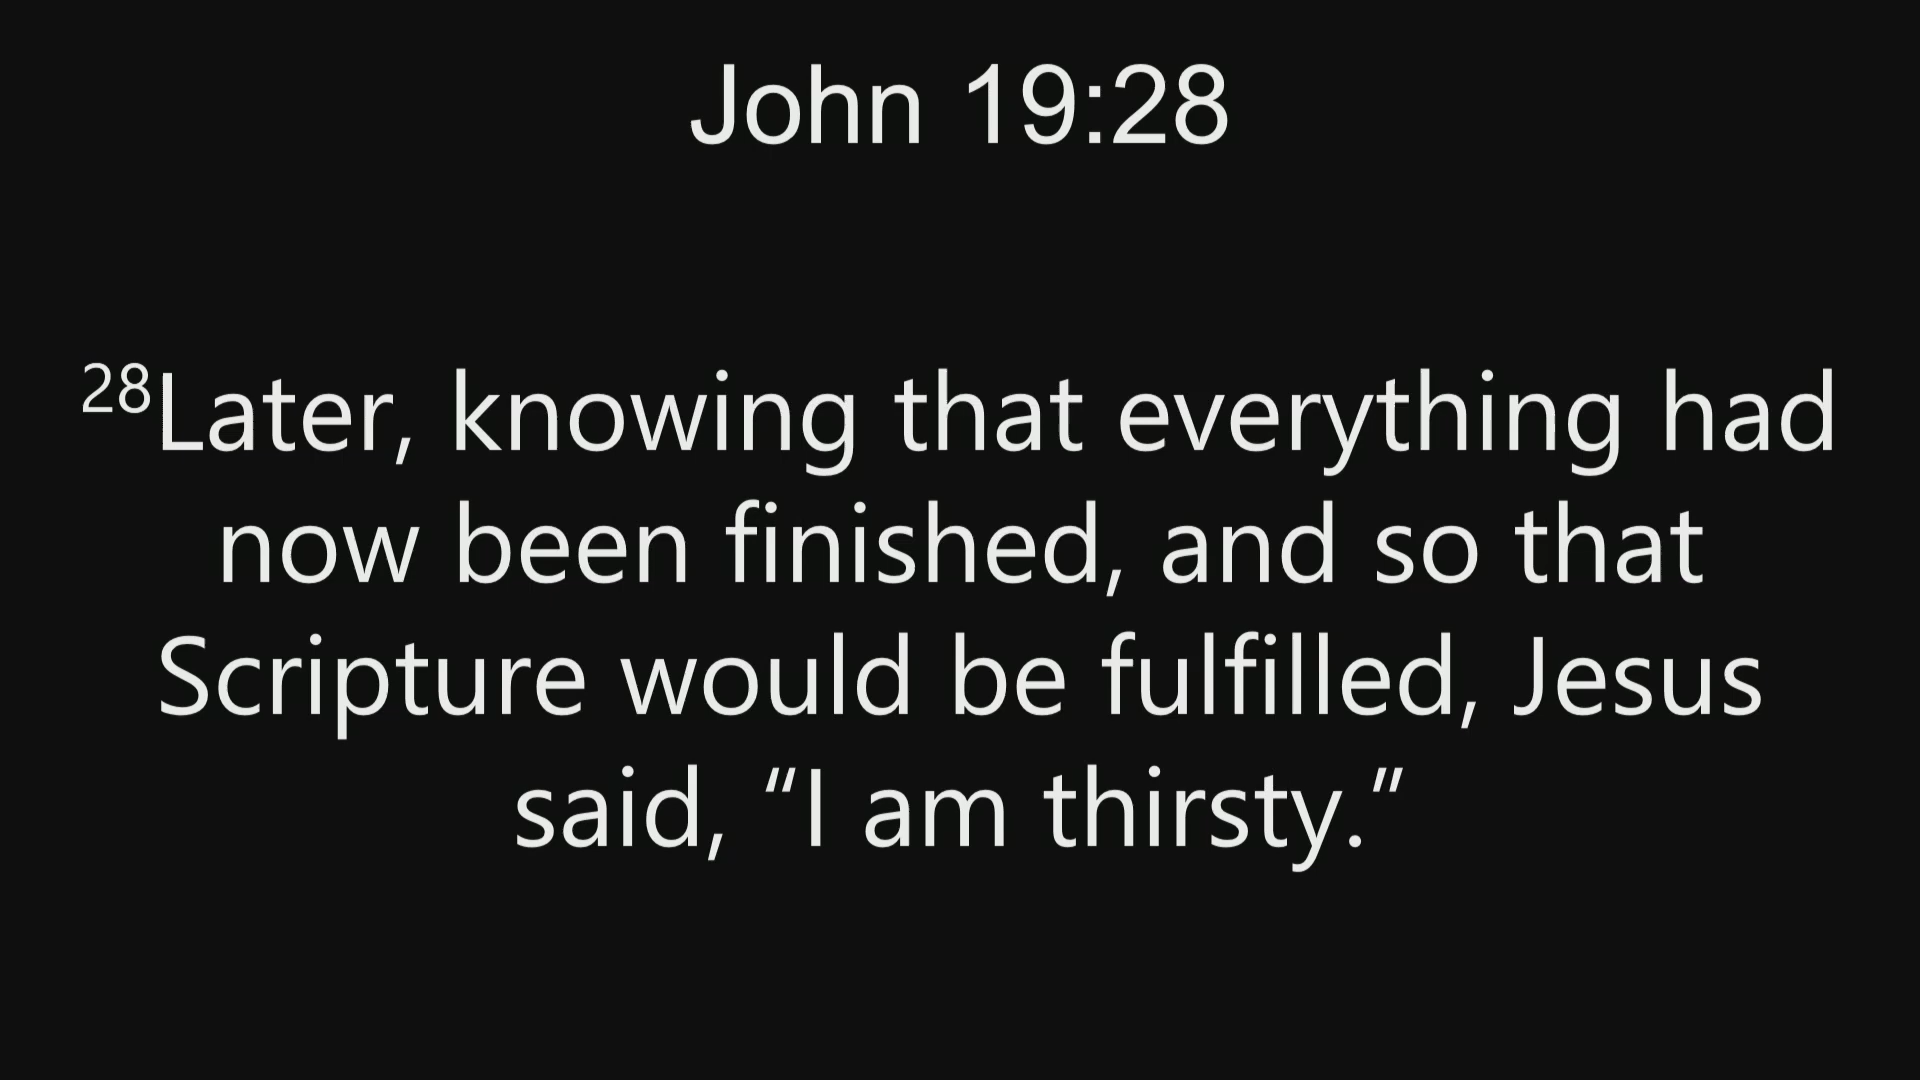 John 19:28
28Later, knowing that everything had
now been finished, and so that
Scripture would be fulfilled, Jesus
said, “I am thirsty.”